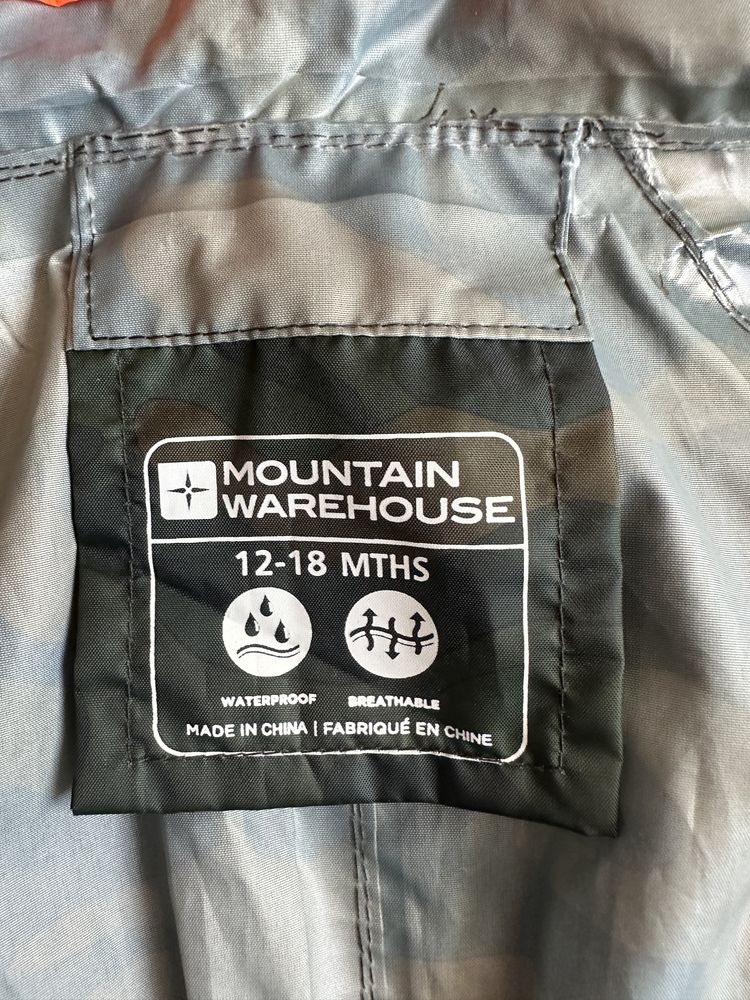 MOUNTAIN
WAREHOUSE
12-18 MTHS
WATERPROOF BREATHABLE
MADE IN CHINA | FABRIQUÉ EN CHINE